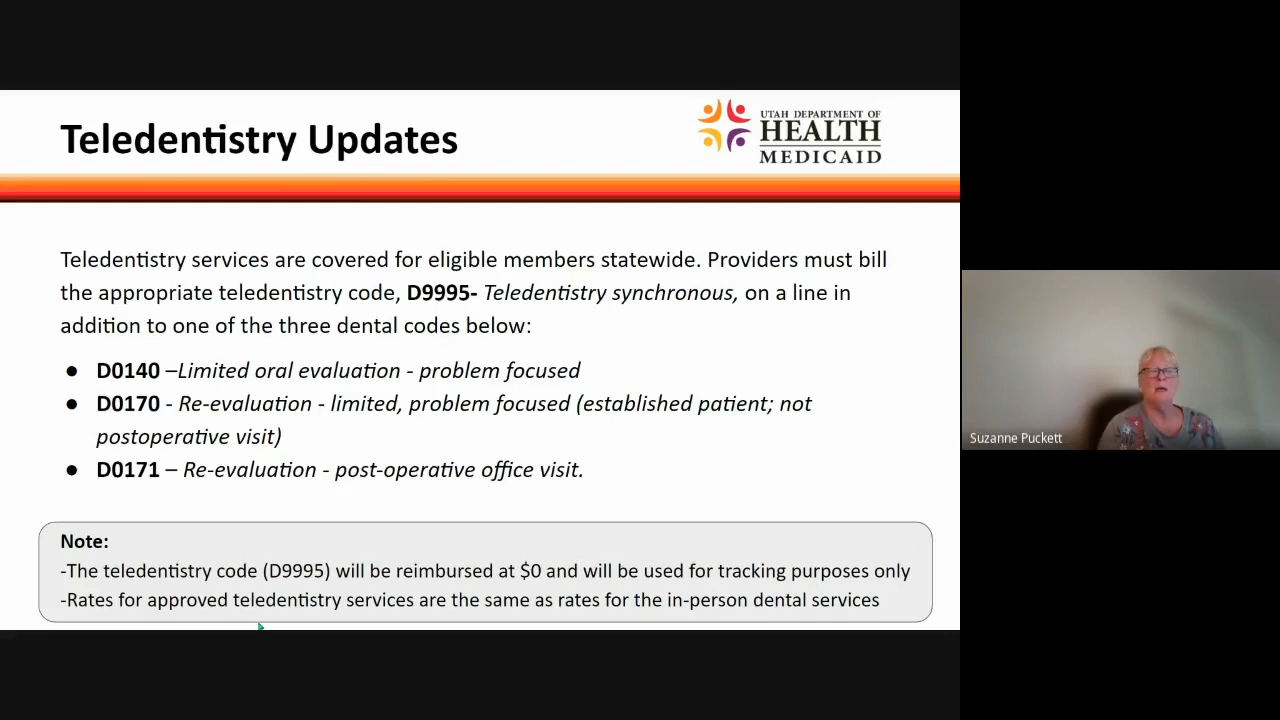 Teledentistry Updates
UTAH DEPARTMENT OF
HEALTH
MEDICAID
Teledentistry services are covered for eligible members statewide. Providers must bill
the appropriate teledentistry code, D9995- Teledentistry synchronous, on a line in
addition to one of the three dental codes below:
● D0140 –Limited oral evaluation - problem focused
● D0170 - Re-evaluation - limited, problem focused (established patient; not
postoperative visit)
● D0171 – Re-evaluation - post-operative office visit.
Note:
-The teledentistry code (D9995) will be reimbursed at $0 and will be used for tracking purposes only
-Rates for approved teledentistry services are the same as rates for the in-person dental services
Suzanne Puckett